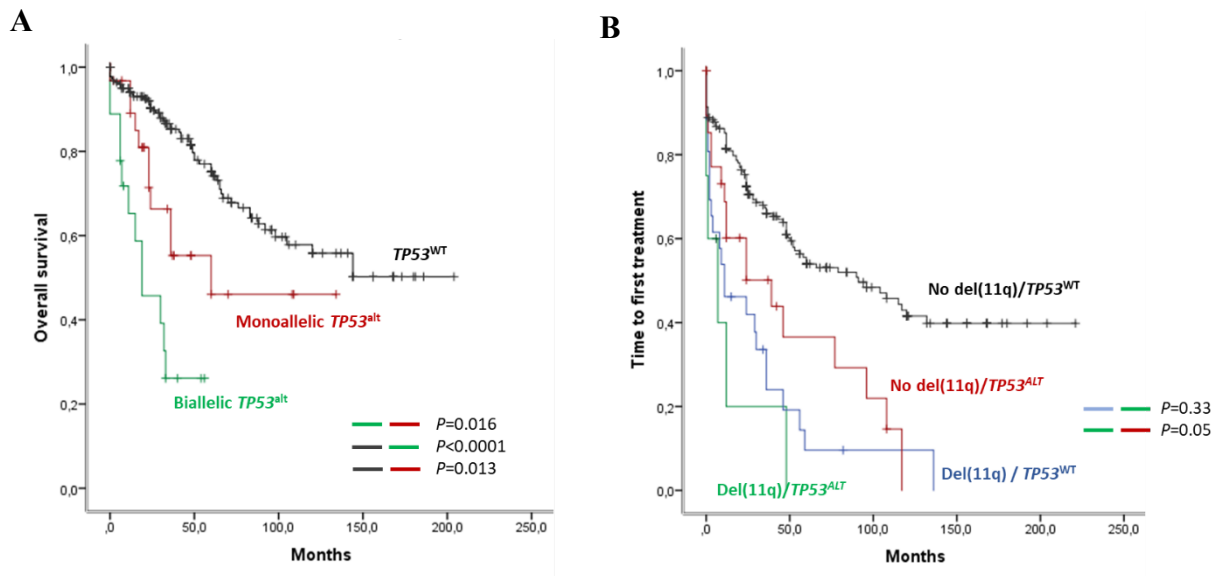 A
Overall survival
1,0
0,8
0,6
0,4
0,2
0,0
,0 50,0 100,0 150,0 200,0 250,0
Months
TP53WT
Monoallelic TP53alt
Biallelic TP53alt
P=0.016
P<0.0001
P=0.013
B
Time to first treatment
1,0
0,8
0,6
0,4
0,2
0,0
,0 50,0 100,0 150,0 200,0 250,0
Months
No del(11q)/TP53WT
No del(11q)/TP53ALT
Del(11q)/TP53ALT
Del(11q) / TP53WT
P=0.33
P=0.05